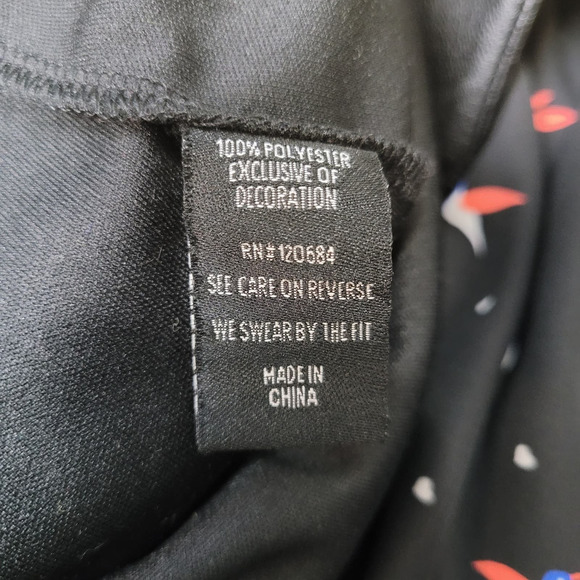 100% POLYESTER
EXCLUSIVE OF
DECORATION
RN#120684
SEE CARE ON REVERSE
WE SWEAR BY THE FIT
MADE IN
CHINA